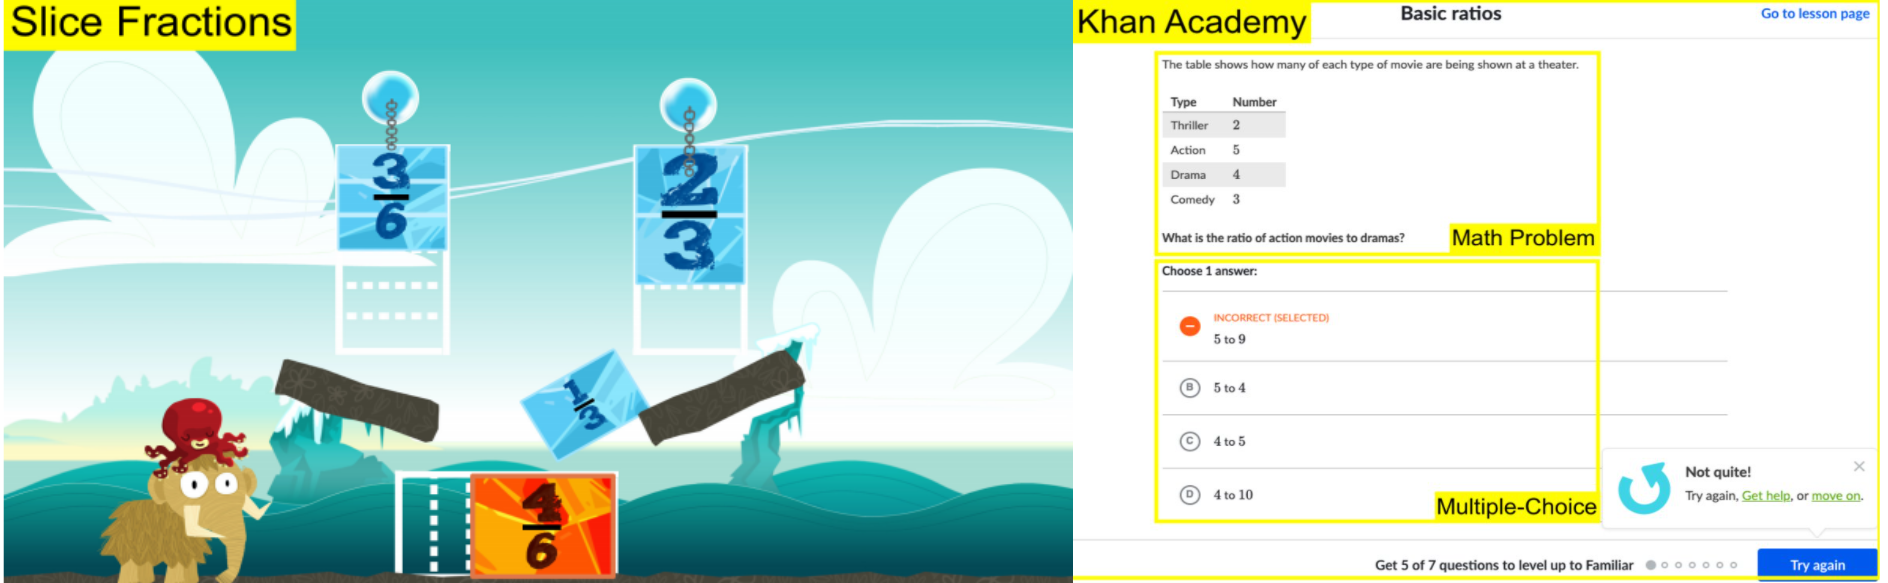 Slice Fractions
3
6
2
3
1
3
4
6
Khan Academy
Basic ratios
Go to lesson page
The table shows how many of each type of movie are being shown at a theater.
Type Number
Thriller 2
Action 5
Drama 4
Comedy 3
What is the ratio of action movies to dramas?
Math Problem
Choose 1 answer:
INCORRECT (SELECTED)
5 to 9
B 5 to 4
C 4 to 5
D 4 to 10
Multiple-Choice
Not quite!
Try again, Get help, or move on.
Get 5 of 7 questions to level up to Familiar
Try again